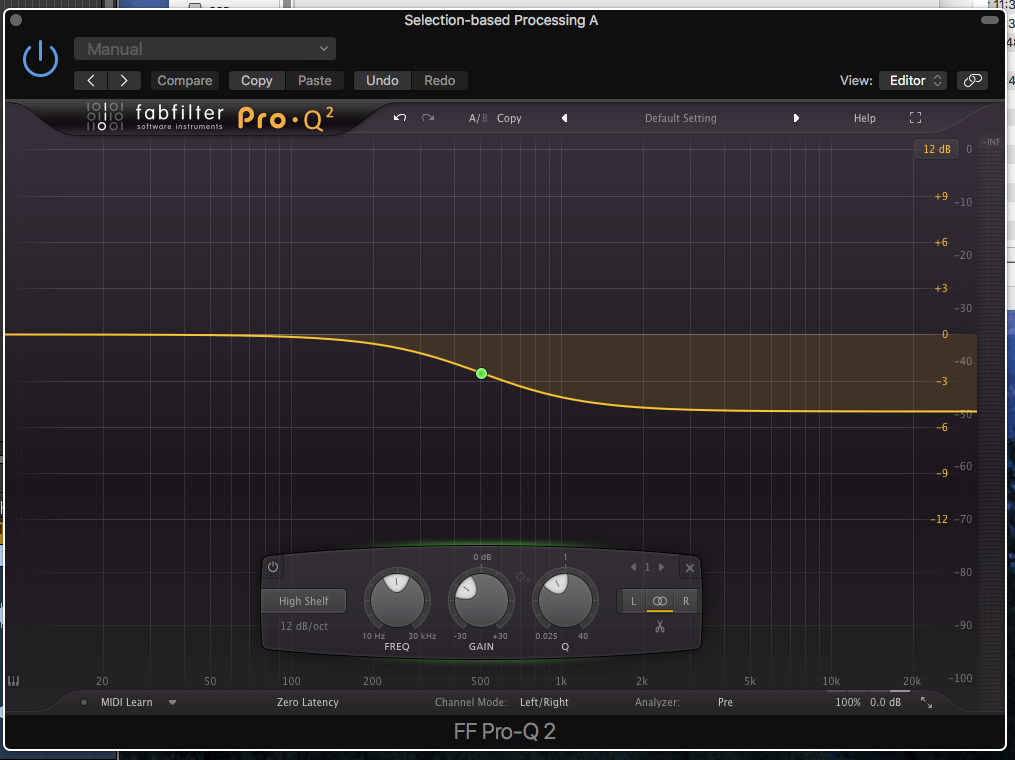 Selection-based Processing A
Manual
Compare Copy Paste Undo Redo View: Editor
fabfilter Pro·Q2
software instruments
A/B Copy Default Setting Help
12 dB 0 -INF
+9 -10
+6 -20
+3 -30
0 -40
-3 -50
-6 -60
-9
-12 -70
-80
-90
-100
0 dB 1
1
High Shelf L R
12 dB/oct
10 Hz 30 kHz -30 +30 0.025 40
FREQ GAIN Q
20 50 100 200 500 1k 2k 5k 10k 20k
MIDI Learn Zero Latency Channel Mode: Left/Right Analyzer: Pre 100% 0.0 dB
FF Pro-Q 2